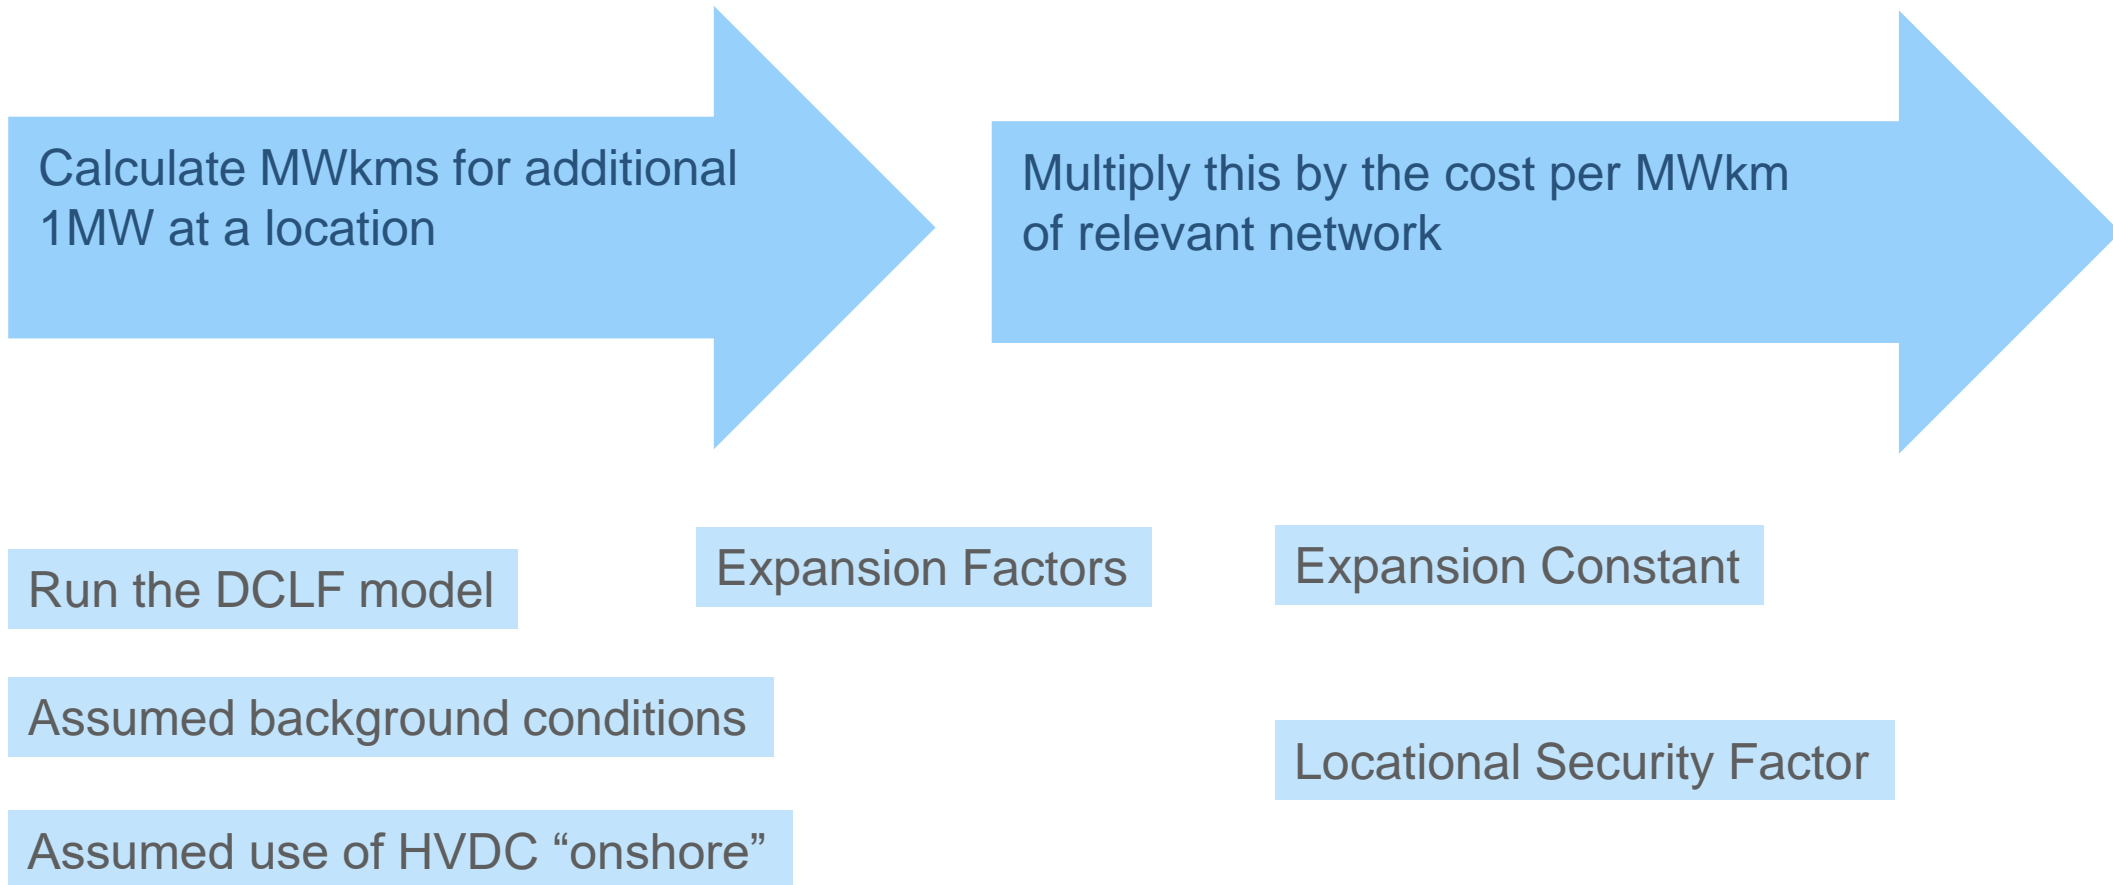 Calculate MWkms for additional
1MW at a location
Multiply this by the cost per MWkm
of relevant network
Run the DCLF model
Expansion Factors
Expansion Constant
Assumed background conditions
Locational Security Factor
Assumed use of HVDC “onshore”